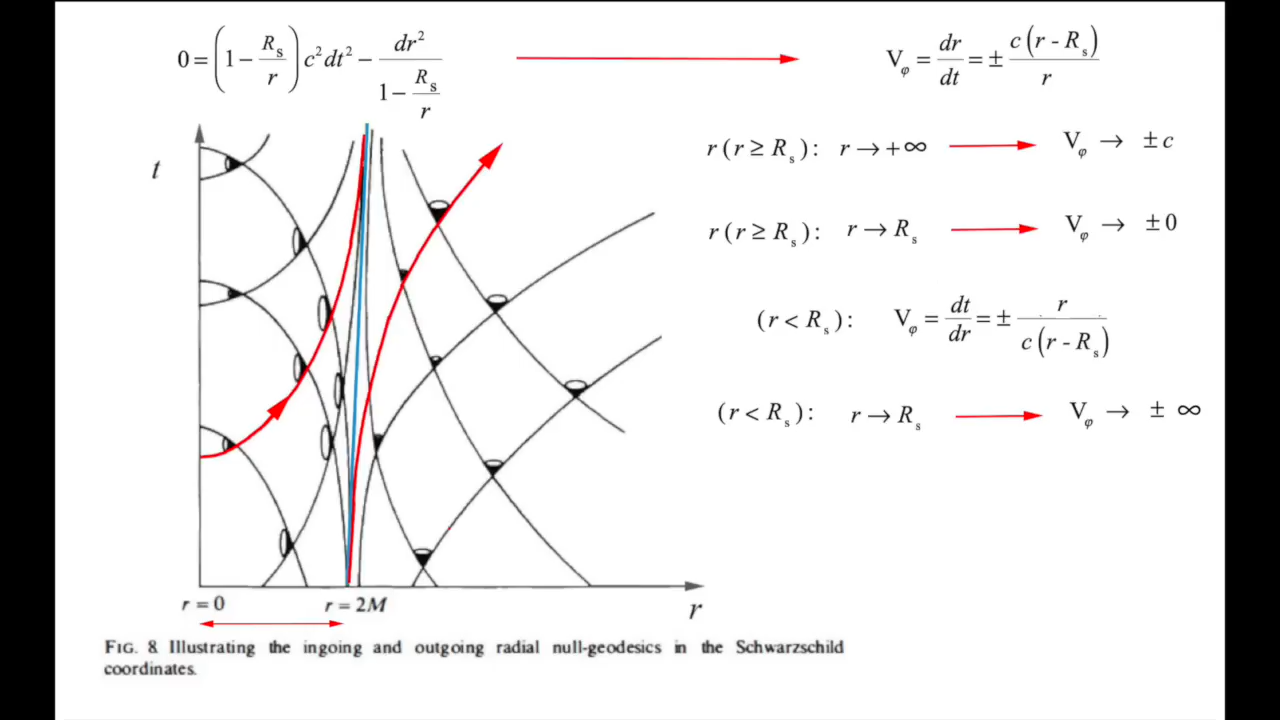 0 = (1 − R_s/r) c² dt² − dr²/(1 − R_s/r)
V_φ = dr/dt = ± c(r - R_s)/r
r (r ≥ R_s): r → +∞ V_φ → ± c
r (r ≥ R_s): r → R_s V_φ → ± 0
(r < R_s): V_φ = dt/dr = ± r/c(r - R_s)
(r < R_s): r → R_s V_φ → ± ∞
t
r = 0 r = 2M r
FIG. 8. Illustrating the ingoing and outgoing radial null-geodesics in the Schwarzschild
coordinates.